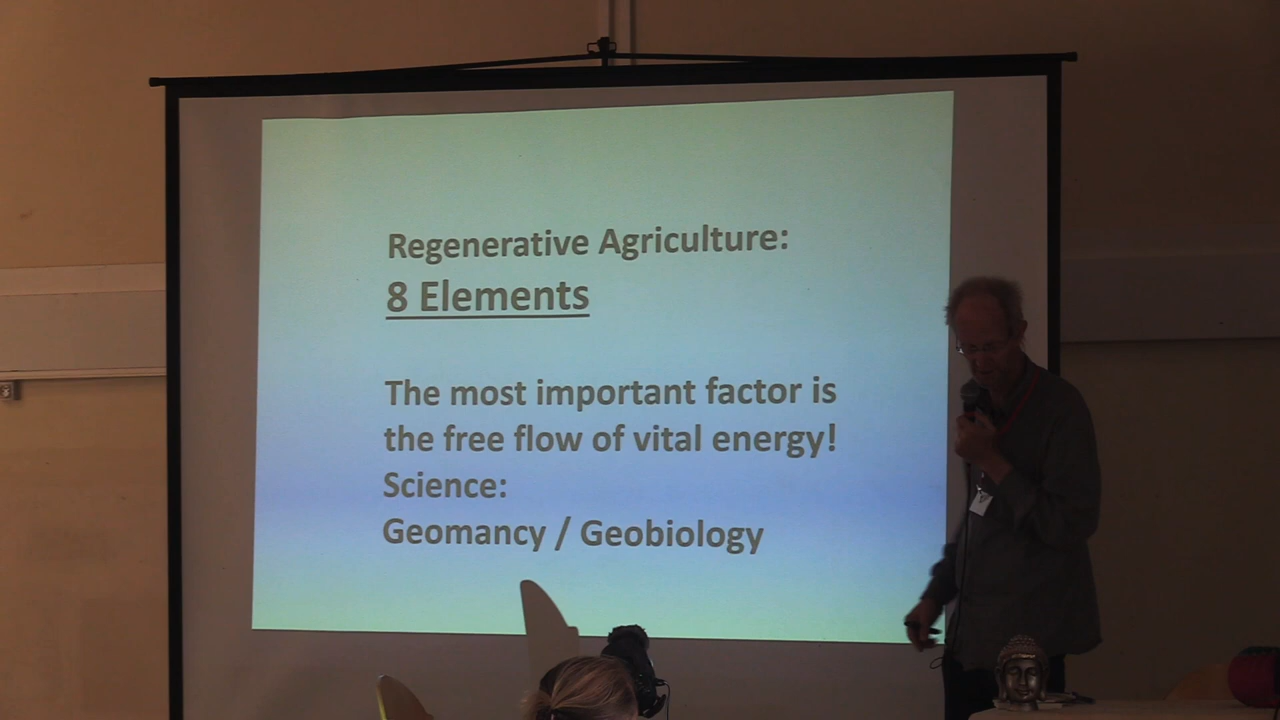 Regenerative Agriculture:
8 Elements
The most important factor is
the free flow of vital energy!
Science:
Geomancy / Geobiology